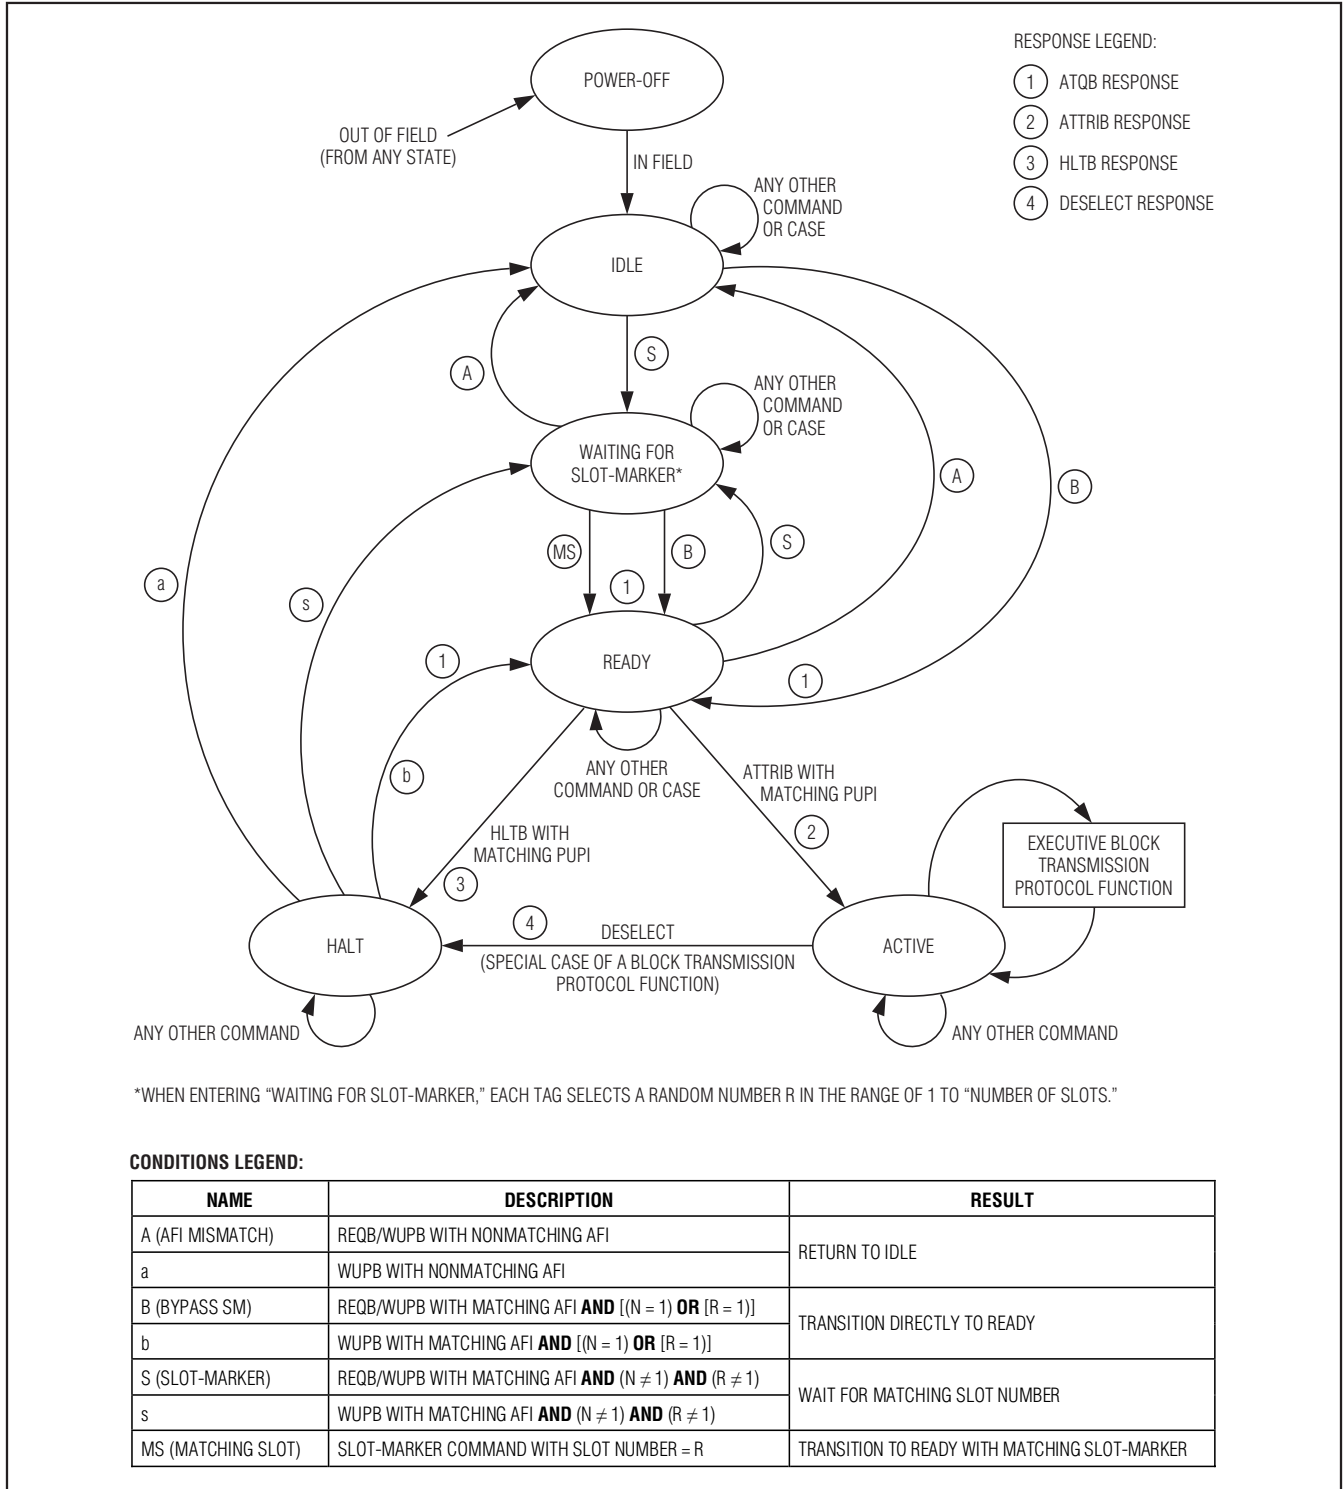 RESPONSE LEGEND:
1 ATQB RESPONSE
2 ATTRIB RESPONSE
3 HLTB RESPONSE
4 DESELECT RESPONSE
POWER-OFF
OUT OF FIELD
(FROM ANY STATE)
IN FIELD
ANY OTHER
COMMAND
OR CASE
IDLE
S
A
ANY OTHER
COMMAND
OR CASE
WAITING FOR
SLOT-MARKER*
A
B
MS
B
S
1
a
s
1
READY
1
b
ANY OTHER
COMMAND OR CASE
ATTRIB WITH
MATCHING PUPI
2
HLTB WITH
MATCHING PUPI
3
EXECUTIVE BLOCK
TRANSMISSION
PROTOCOL FUNCTION
HALT
4
DESELECT
(SPECIAL CASE OF A BLOCK TRANSMISSION
PROTOCOL FUNCTION)
ACTIVE
ANY OTHER COMMAND
ANY OTHER COMMAND
*WHEN ENTERING “WAITING FOR SLOT-MARKER,” EACH TAG SELECTS A RANDOM NUMBER R IN THE RANGE OF 1 TO “NUMBER OF SLOTS.”
CONDITIONS LEGEND:
NAME DESCRIPTION RESULT
A (AFI MISMATCH) REQB/WUPB WITH NONMATCHING AFI
RETURN TO IDLE
a WUPB WITH NONMATCHING AFI
B (BYPASS SM) REQB/WUPB WITH MATCHING AFI AND [(N = 1) OR [R = 1)]
TRANSITION DIRECTLY TO READY
b WUPB WITH MATCHING AFI AND [(N = 1) OR [R = 1)]
S (SLOT-MARKER) REQB/WUPB WITH MATCHING AFI AND (N ≠ 1) AND (R ≠ 1)
WAIT FOR MATCHING SLOT NUMBER
s WUPB WITH MATCHING AFI AND (N ≠ 1) AND (R ≠ 1)
MS (MATCHING SLOT) SLOT-MARKER COMMAND WITH SLOT NUMBER = R TRANSITION TO READY WITH MATCHING SLOT-MARKER